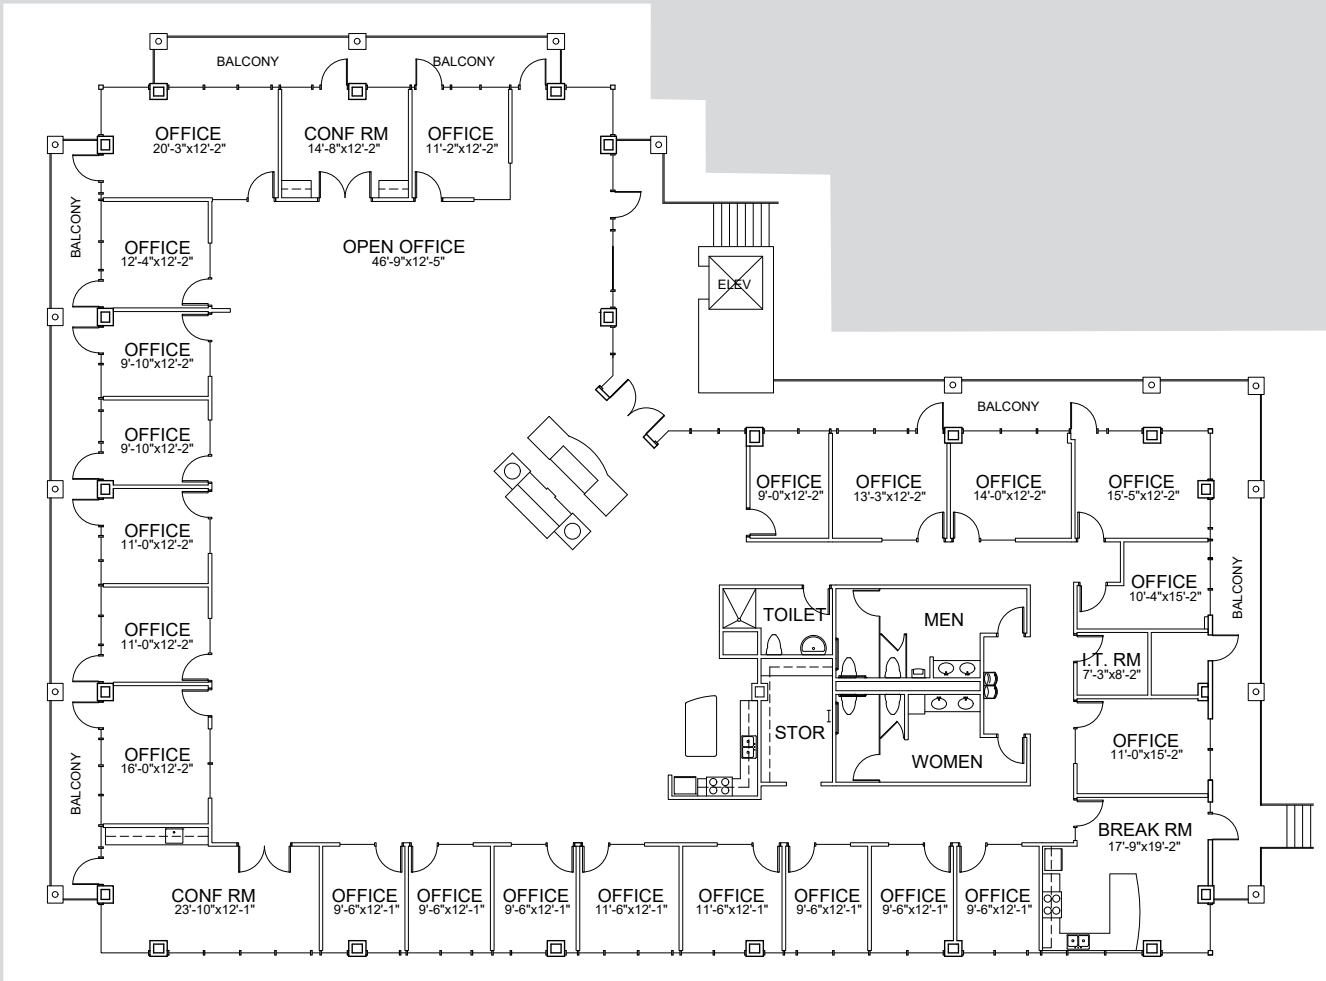 BALCONY
BALCONY
OFFICE
20'-3"x12'-2"
CONF RM
14'-8"x12'-2"
OFFICE
11'-2"x12'-2"
BALCONY
OFFICE
12'-4"x12'-2"
OPEN OFFICE
46'-9"x12'-5"
ELEV
OFFICE
9'-10"x12'-2"
BALCONY
OFFICE
9'-10"x12'-2"
OFFICE
9'-0"x12'-2"
OFFICE
13'-3"x12'-2"
OFFICE
14'-0"x12'-2"
OFFICE
15'-5"x12'-2"
OFFICE
11'-0"x12'-2"
OFFICE
10'-4"x15'-2"
BALCONY
OFFICE
11'-0"x12'-2"
TOILET
MEN
I.T. RM
7'-3"x8'-2"
STOR
WOMEN
OFFICE
11'-0"x15'-2"
OFFICE
16'-0"x12'-2"
BALCONY
BREAK RM
17'-9"x19'-2"
CONF RM
23'-10"x12'-1"
OFFICE
9'-6"x12'-1"
OFFICE
9'-6"x12'-1"
OFFICE
9'-6"x12'-1"
OFFICE
11'-6"x12'-1"
OFFICE
11'-6"x12'-1"
OFFICE
9'-6"x12'-1"
OFFICE
9'-6"x12'-1"
OFFICE
9'-6"x12'-1"